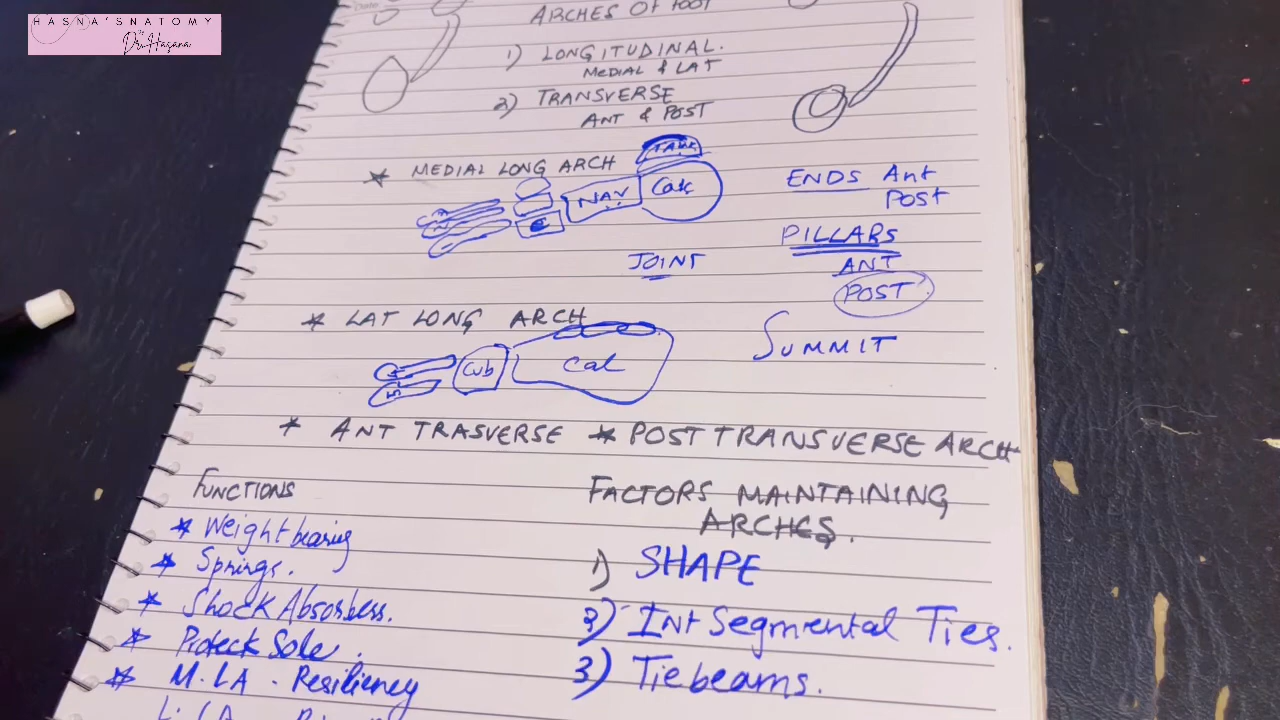 HASNA'SNATOMY
Dr.Hasana
Date
ARCHES OF FOOT
1) LONGITUDINAL.
MEDIAL & LAT
2) TRANSVERSE
ANT & POST
* MEDIAL LONG ARCH
NAV
Calc
ENDS Ant
POST
PILLARS
ANT
POST
JOINT
* LAT LONG ARCH
Cub
Cal
SUMMIT
* ANT TRASVERSE * POST TRANSVERSE ARCH
FUNCTIONS
* Weight bearing
* Springs.
* Shock Absorbess.
* Proteck Sole.
* M.LA - Resiliency
FACTORS MAINTAINING
ARCHES.
1) SHAPE
2) Int Segmental Ties.
3) Tiebeams.